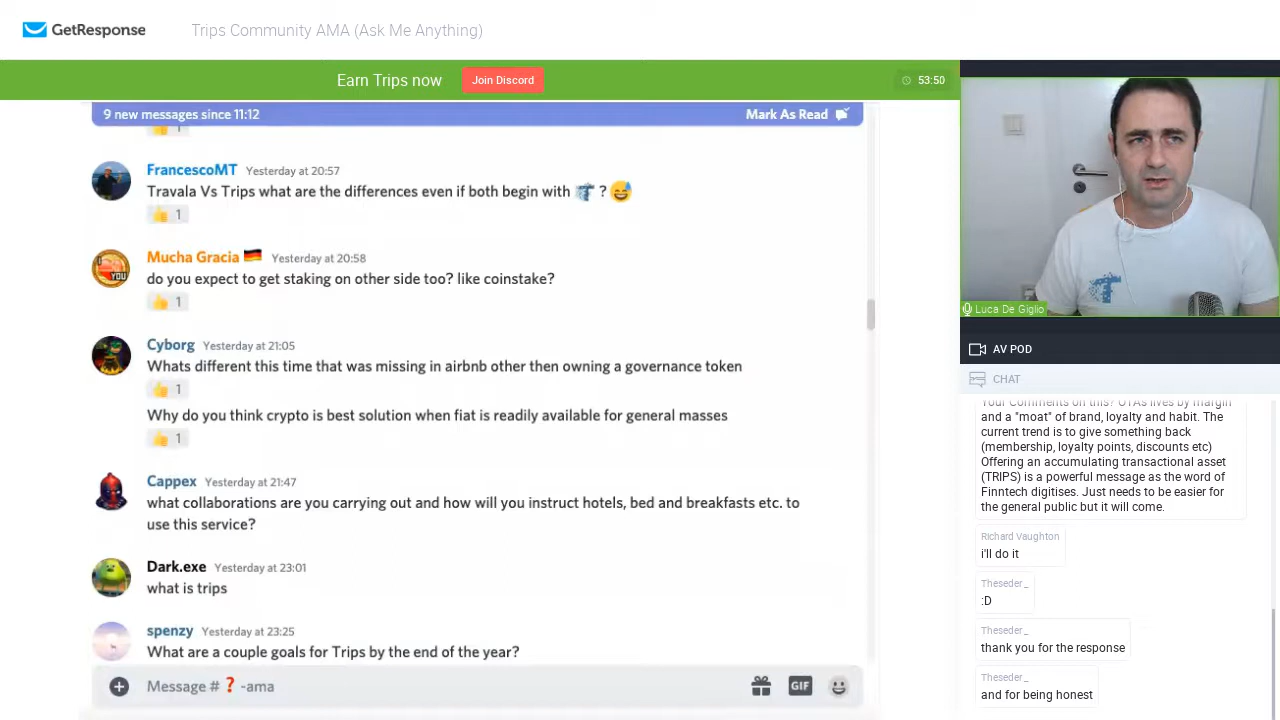 GetResponse
Trips Community AMA (Ask Me Anything)
Earn Trips now
Join Discord
53:50
9 new messages since 11:12
Mark As Read
1
FrancescoMT Yesterday at 20:57
Travala Vs Trips what are the differences even if both begin with ?
1
Mucha Gracia Yesterday at 20:58
do you expect to get staking on other side too? like coinstake?
1
Cyborg Yesterday at 21:05
Whats different this time that was missing in airbnb other then owning a governance token
1
Why do you think crypto is best solution when fiat is readily available for general masses
1
Cappex Yesterday at 21:47
what collaborations are you carrying out and how will you instruct hotels, bed and breakfasts etc. to
use this service?
Dark.exe Yesterday at 23:01
what is trips
spenzy Yesterday at 23:25
What are a couple goals for Trips by the end of the year?
Message # ❓ -ama
GIF
Luca De Giglio
AV POD
CHAT
Your Comments on this? OTAs lives by margin
and a "moat" of brand, loyalty and habit. The
current trend is to give something back
(membership, loyalty points, discounts etc)
Offering an accumulating transactional asset
(TRIPS) is a powerful message as the word of
Finntech digitises. Just needs to be easier for
the general public but it will come.
Richard Vaughton
i'll do it
Theseder_
:D
Theseder_
thank you for the response
Theseder_
and for being honest